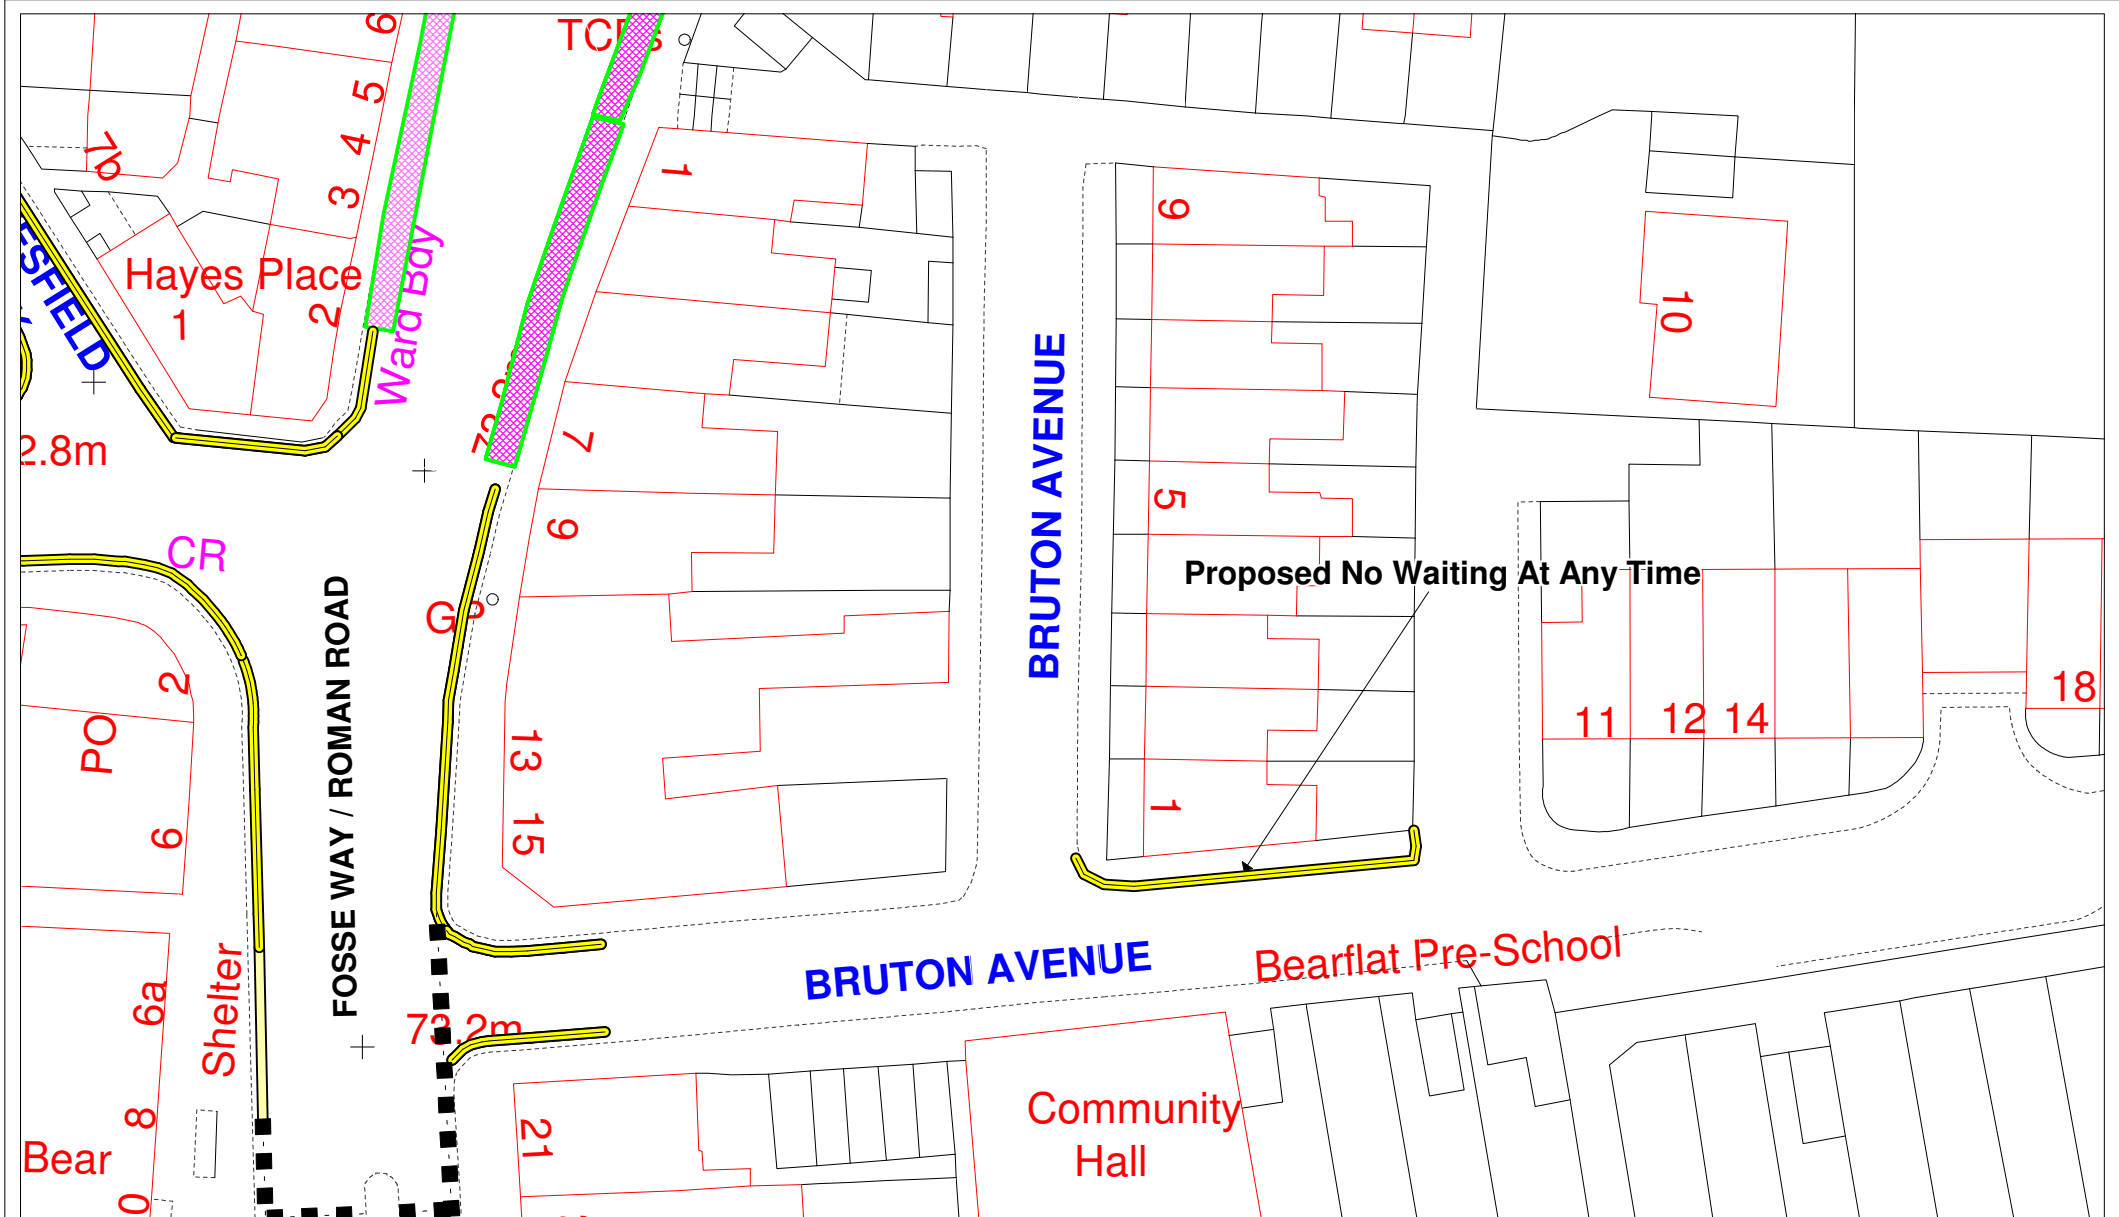 6
5
4
3
7b
Hayes Place
1
2
Ward Bdy
ESFIELD
2.8m
CR
1
7
9
13
15
GP
FOSSE WAY / ROMAN ROAD
2
PO
6
6a
Shelter
8
Bear
0
73.2m
21
BRUTON AVENUE
9
5
1
Proposed No Waiting At Any Time
10
11
12
14
18
BRUTON AVENUE
Bearflat Pre-School
Community
Hall